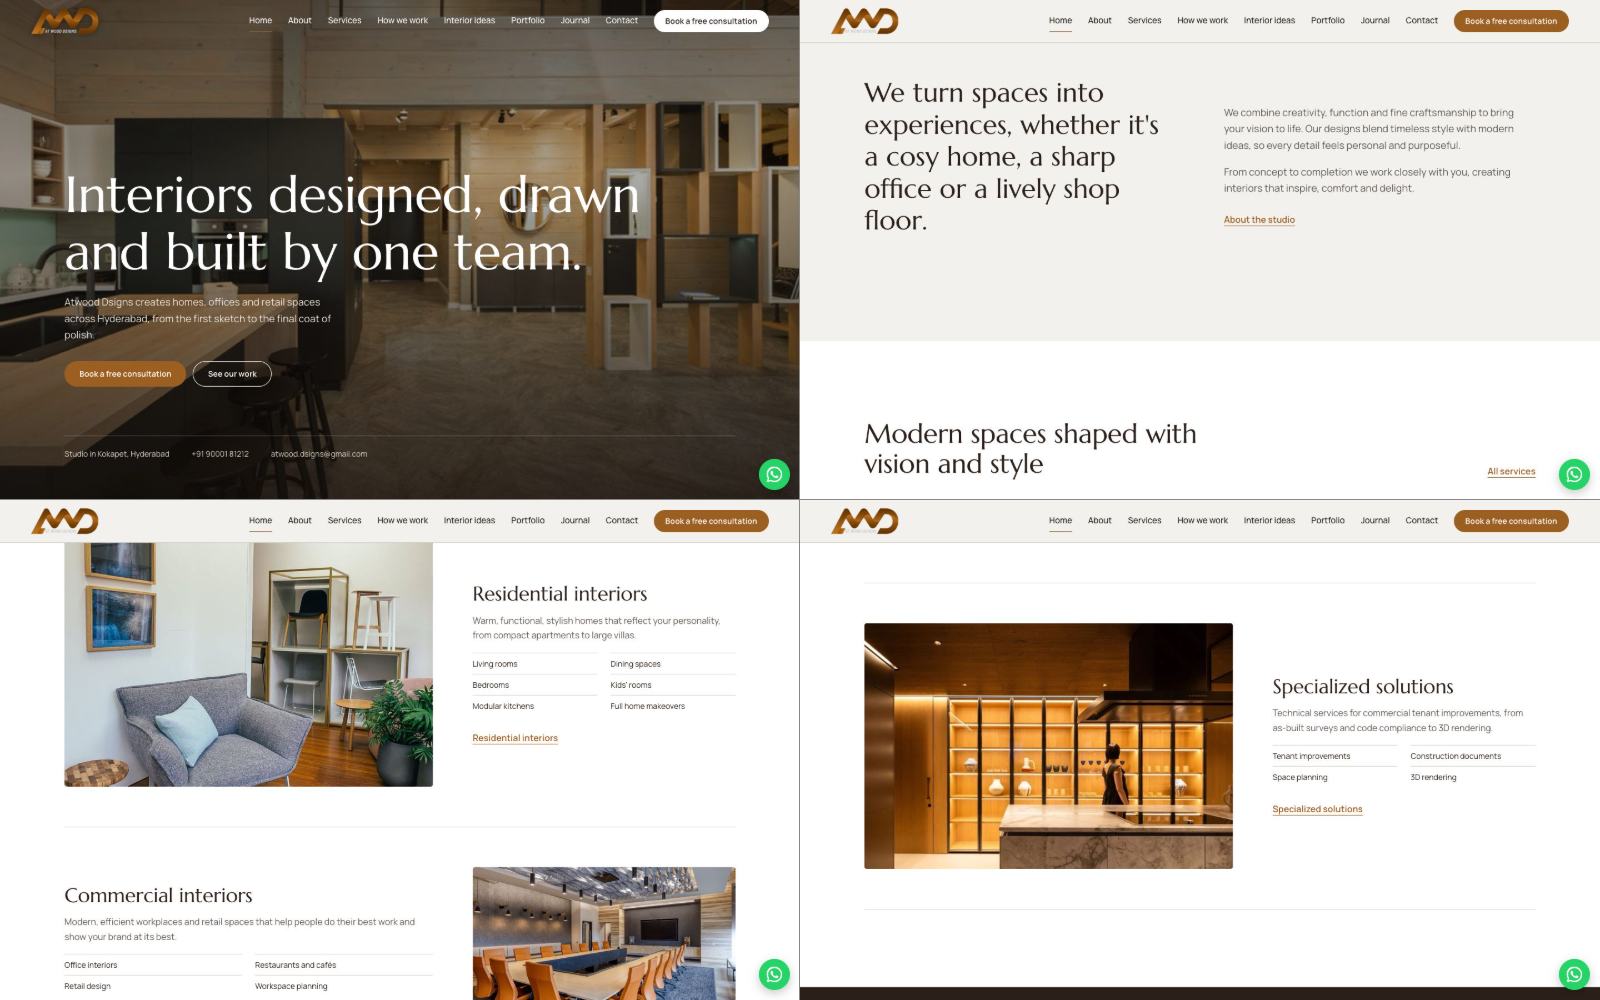 AT WOOD DSIGNS
Home About Services How we work Interior ideas Portfolio Journal Contact Book a free consultation
Interiors designed, drawn
and built by one team.
Atwood Dsigns creates homes, offices and retail spaces
across Hyderabad, from the first sketch to the final coat of
polish.
Book a free consultation See our work
Studio in Kokapet, Hyderabad +91 90001 81212 atwood.dsigns@gmail.com
Home About Services How we work Interior ideas Portfolio Journal Contact Book a free consultation
We turn spaces into
experiences, whether it's
a cosy home, a sharp
office or a lively shop
floor.
We combine creativity, function and fine craftsmanship to bring
your vision to life. Our designs blend timeless style with modern
ideas, so every detail feels personal and purposeful.
From concept to completion we work closely with you, creating
interiors that inspire, comfort and delight.
About the studio
Modern spaces shaped with
vision and style
All services
Home About Services How we work Interior ideas Portfolio Journal Contact Book a free consultation
Residential interiors
Warm, functional, stylish homes that reflect your personality,
from compact apartments to large villas.
Living rooms Dining spaces
Bedrooms Kids' rooms
Modular kitchens Full home makeovers
Residential interiors
Commercial interiors
Modern, efficient workplaces and retail spaces that help people do their best work and
show your brand at its best.
Office interiors Restaurants and cafés
Retail design Workspace planning
Home About Services How we work Interior ideas Portfolio Journal Contact Book a free consultation
Specialized solutions
Technical services for commercial tenant improvements, from
as-built surveys and code compliance to 3D rendering.
Tenant improvements Construction documents
Space planning 3D rendering
Specialized solutions